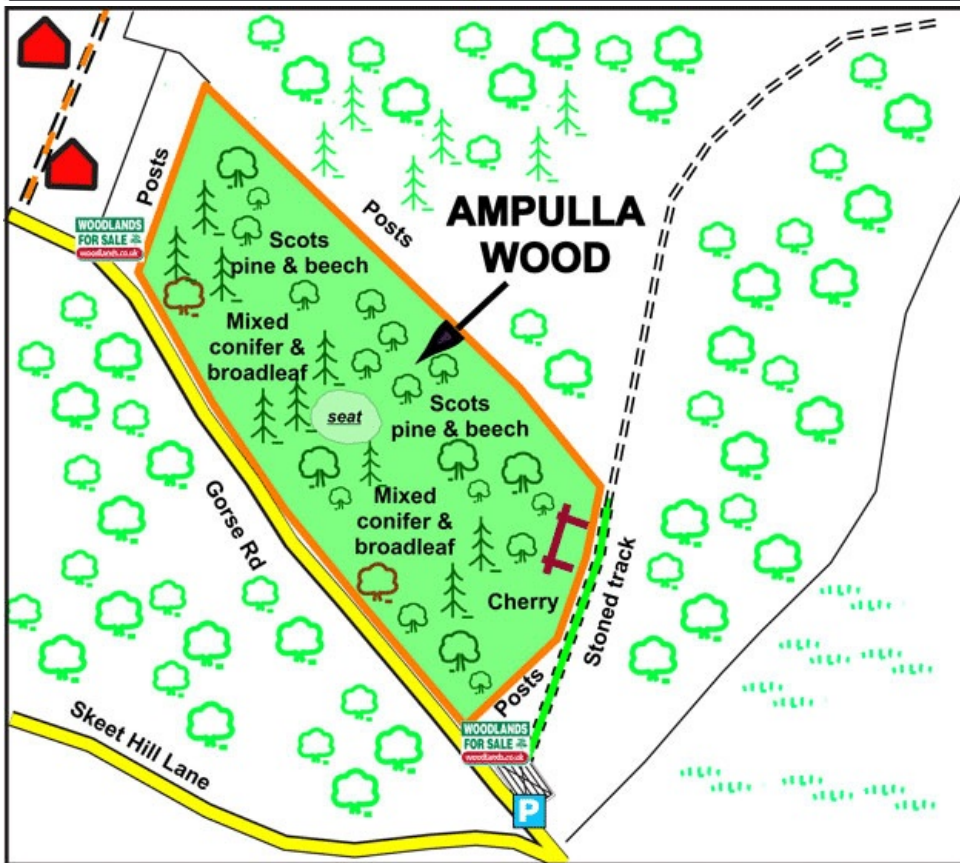 Posts
WOODLANDS
FOR SALE
woodlands.co.uk
Posts
AMPULLA
WOOD
Scots
pine & beech
Mixed
conifer &
broadleaf
seat
Scots
pine & beech
Mixed
conifer &
broadleaf
Gorse Rd
Cherry
Stoned track
Posts
WOODLANDS
FOR SALE
woodlands.co.uk
Skeet Hill Lane
P